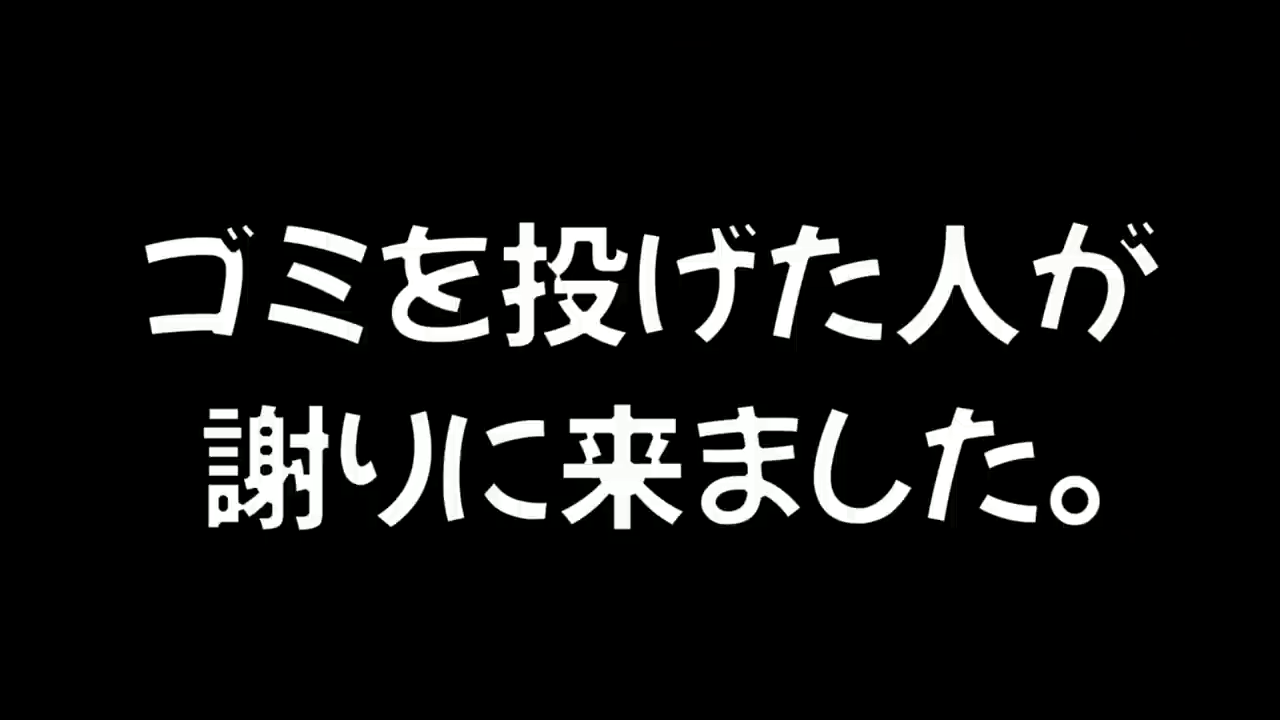 ゴミを投げた人が
謝りに来ました。